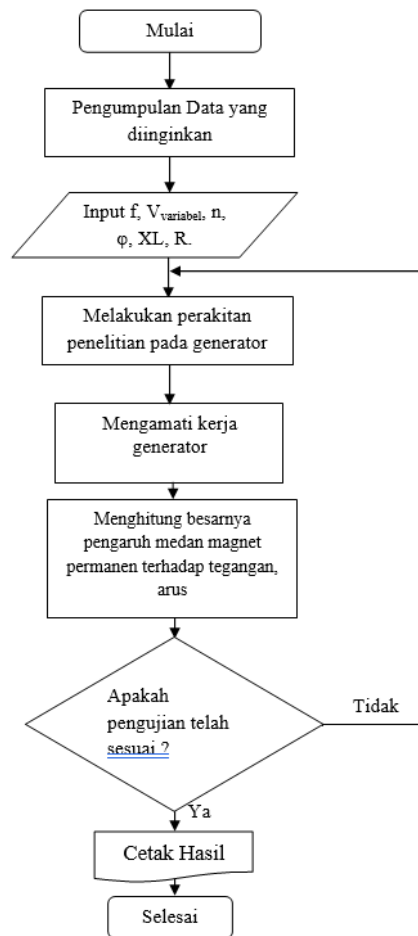 Mulai
Pengumpulan Data yang
diinginkan
Input f, Vvariabel, n,
φ, XL, R.
Melakukan perakitan
penelitian pada generator
Mengamati kerja
generator
Menghitung besarnya
pengaruh medan magnet
permanen terhadap tegangan,
arus
Apakah
pengujian telah
sesuai ?
Tidak
Ya
Cetak Hasil
Selesai